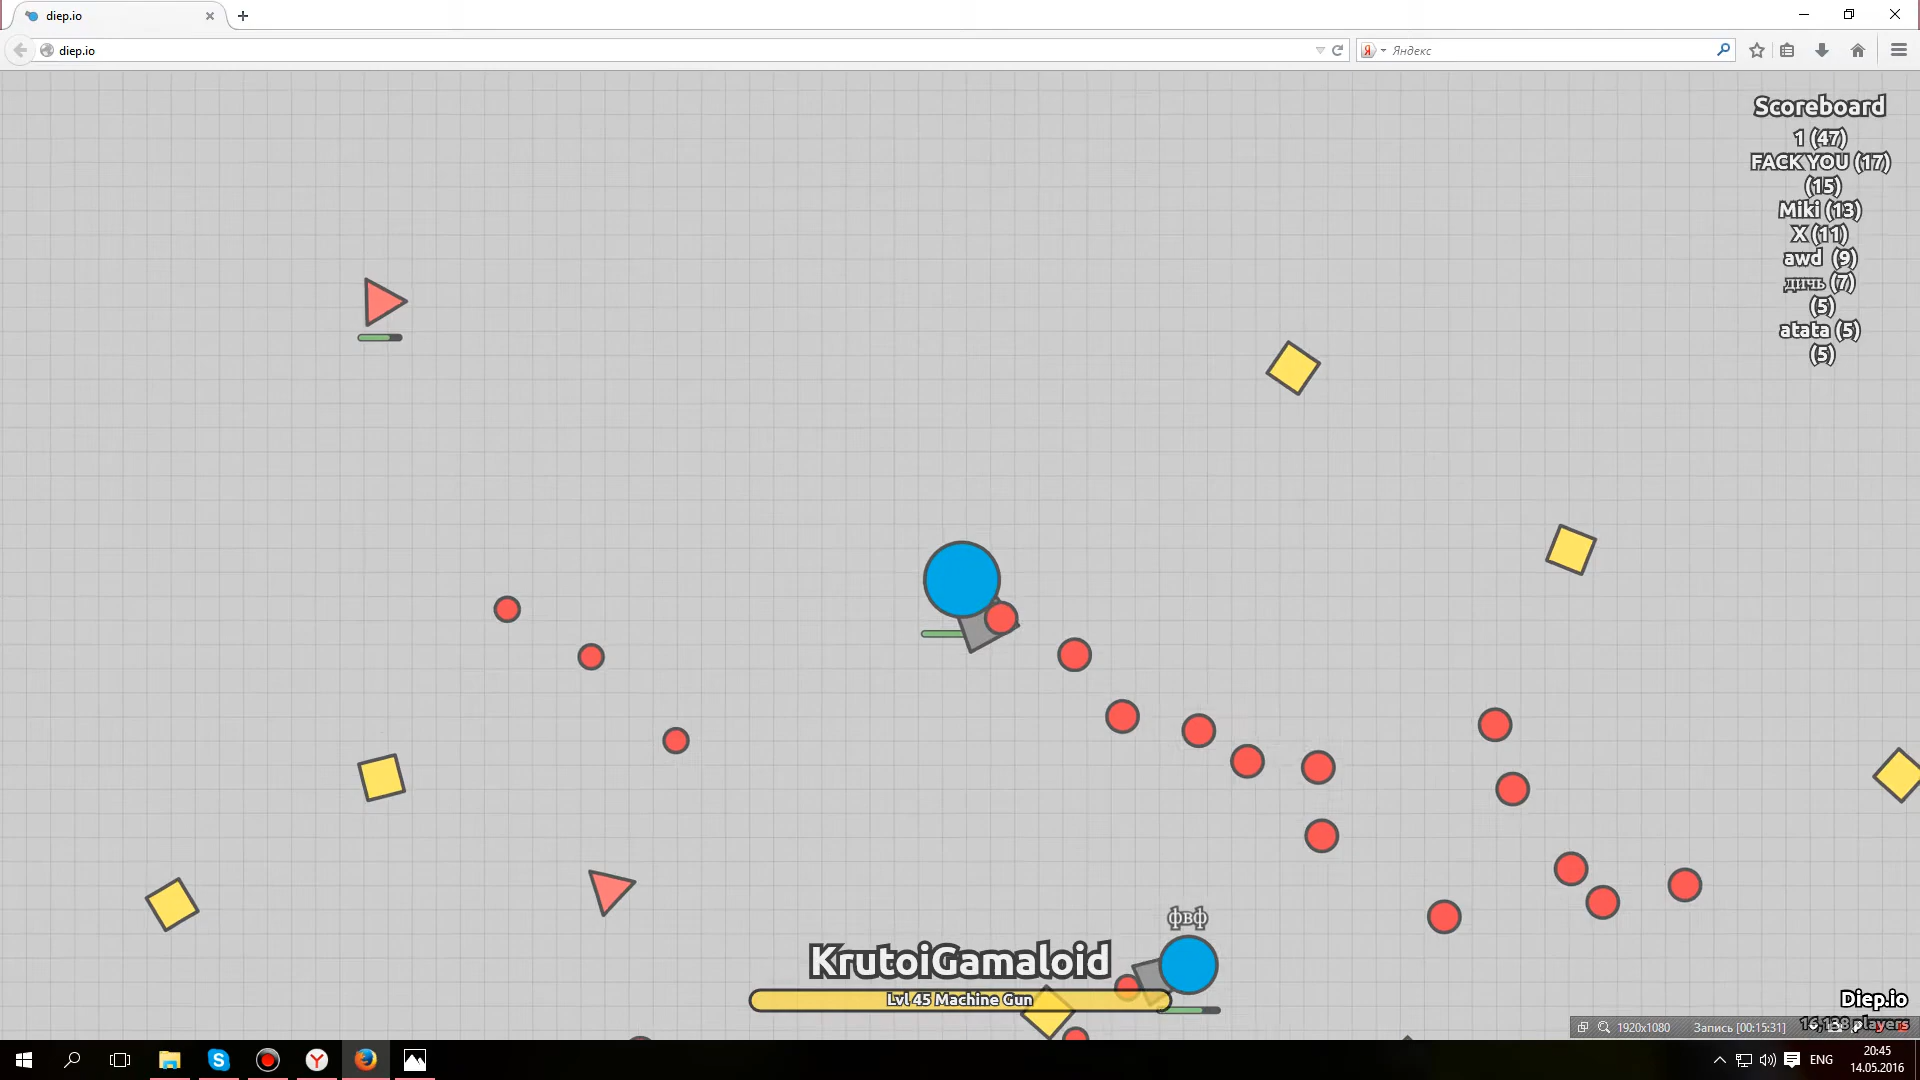 diep.io
diep.io
Яндекс
Scoreboard
1 (47)
FACK YOU (17)
(15)
Miki (13)
X (11)
awd (9)
дичь (7)
(5)
atata (5)
(5)
фвф
KrutoiGamaloid
Lvl 45 Machine Gun
Diep.io
players
1920x1080
Запись [00:15:31]
ENG
20:45
14.05.2016